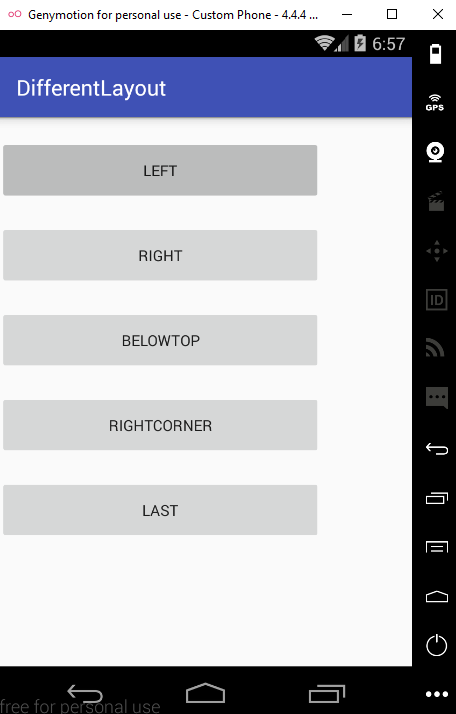 Genymotion for personal use - Custom Phone - 4.4.4 ...
6:57
DifferentLayout
GPS
LEFT
RIGHT
ID
BELOWTOP
RIGHTCORNER
LAST
free for personal use